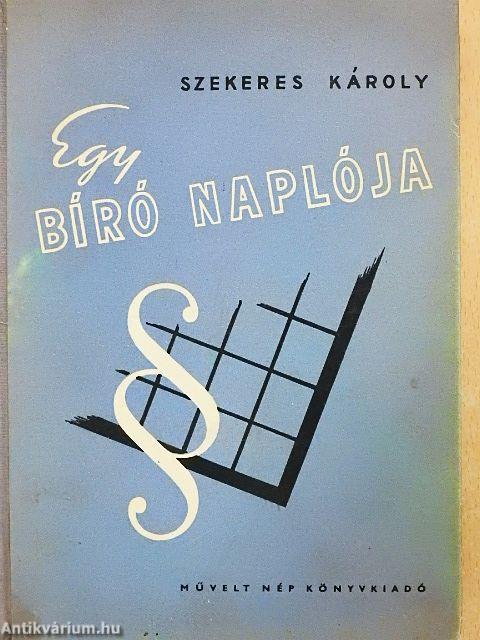 SZEKERES KÁROLY
Egy
BÍRÓ NAPLÓJA
§
MŰVELT NÉP KÖNYVKIADÓ
Antikvárium.hu